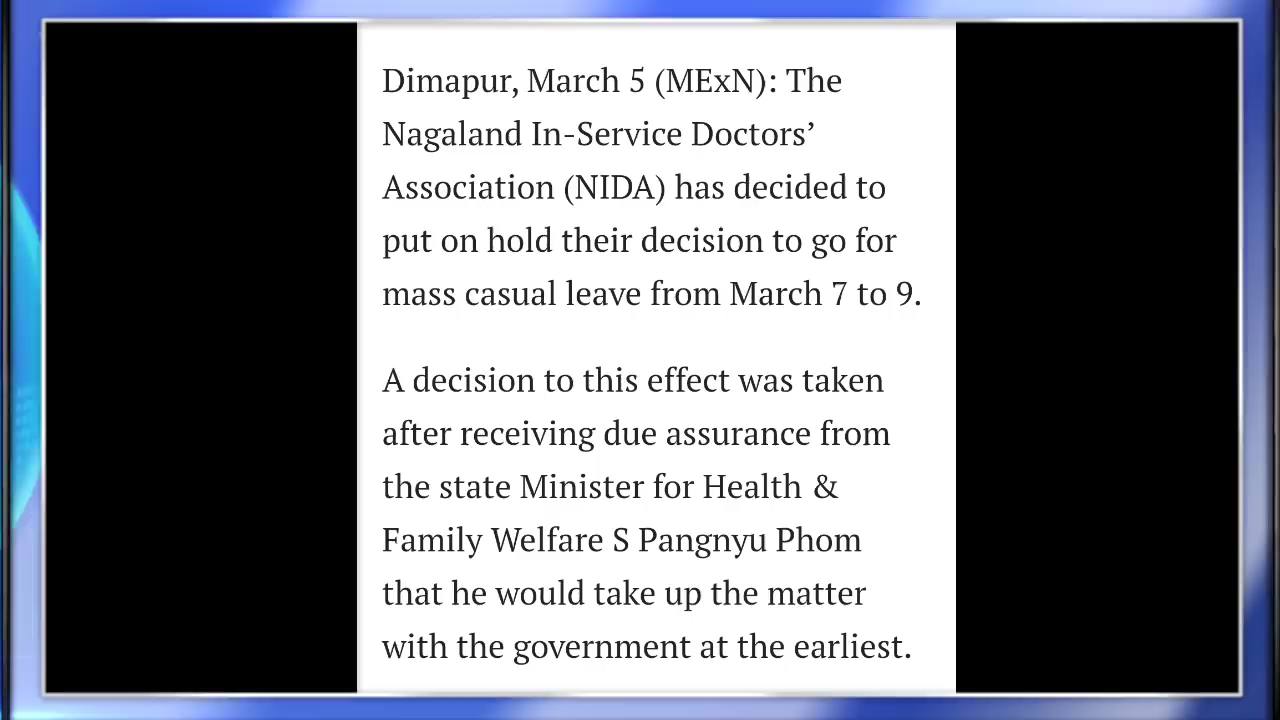 Dimapur, March 5 (MExN): The
Nagaland In-Service Doctors’
Association (NIDA) has decided to
put on hold their decision to go for
mass casual leave from March 7 to 9.
A decision to this effect was taken
after receiving due assurance from
the state Minister for Health &
Family Welfare S Pangnyu Phom
that he would take up the matter
with the government at the earliest.